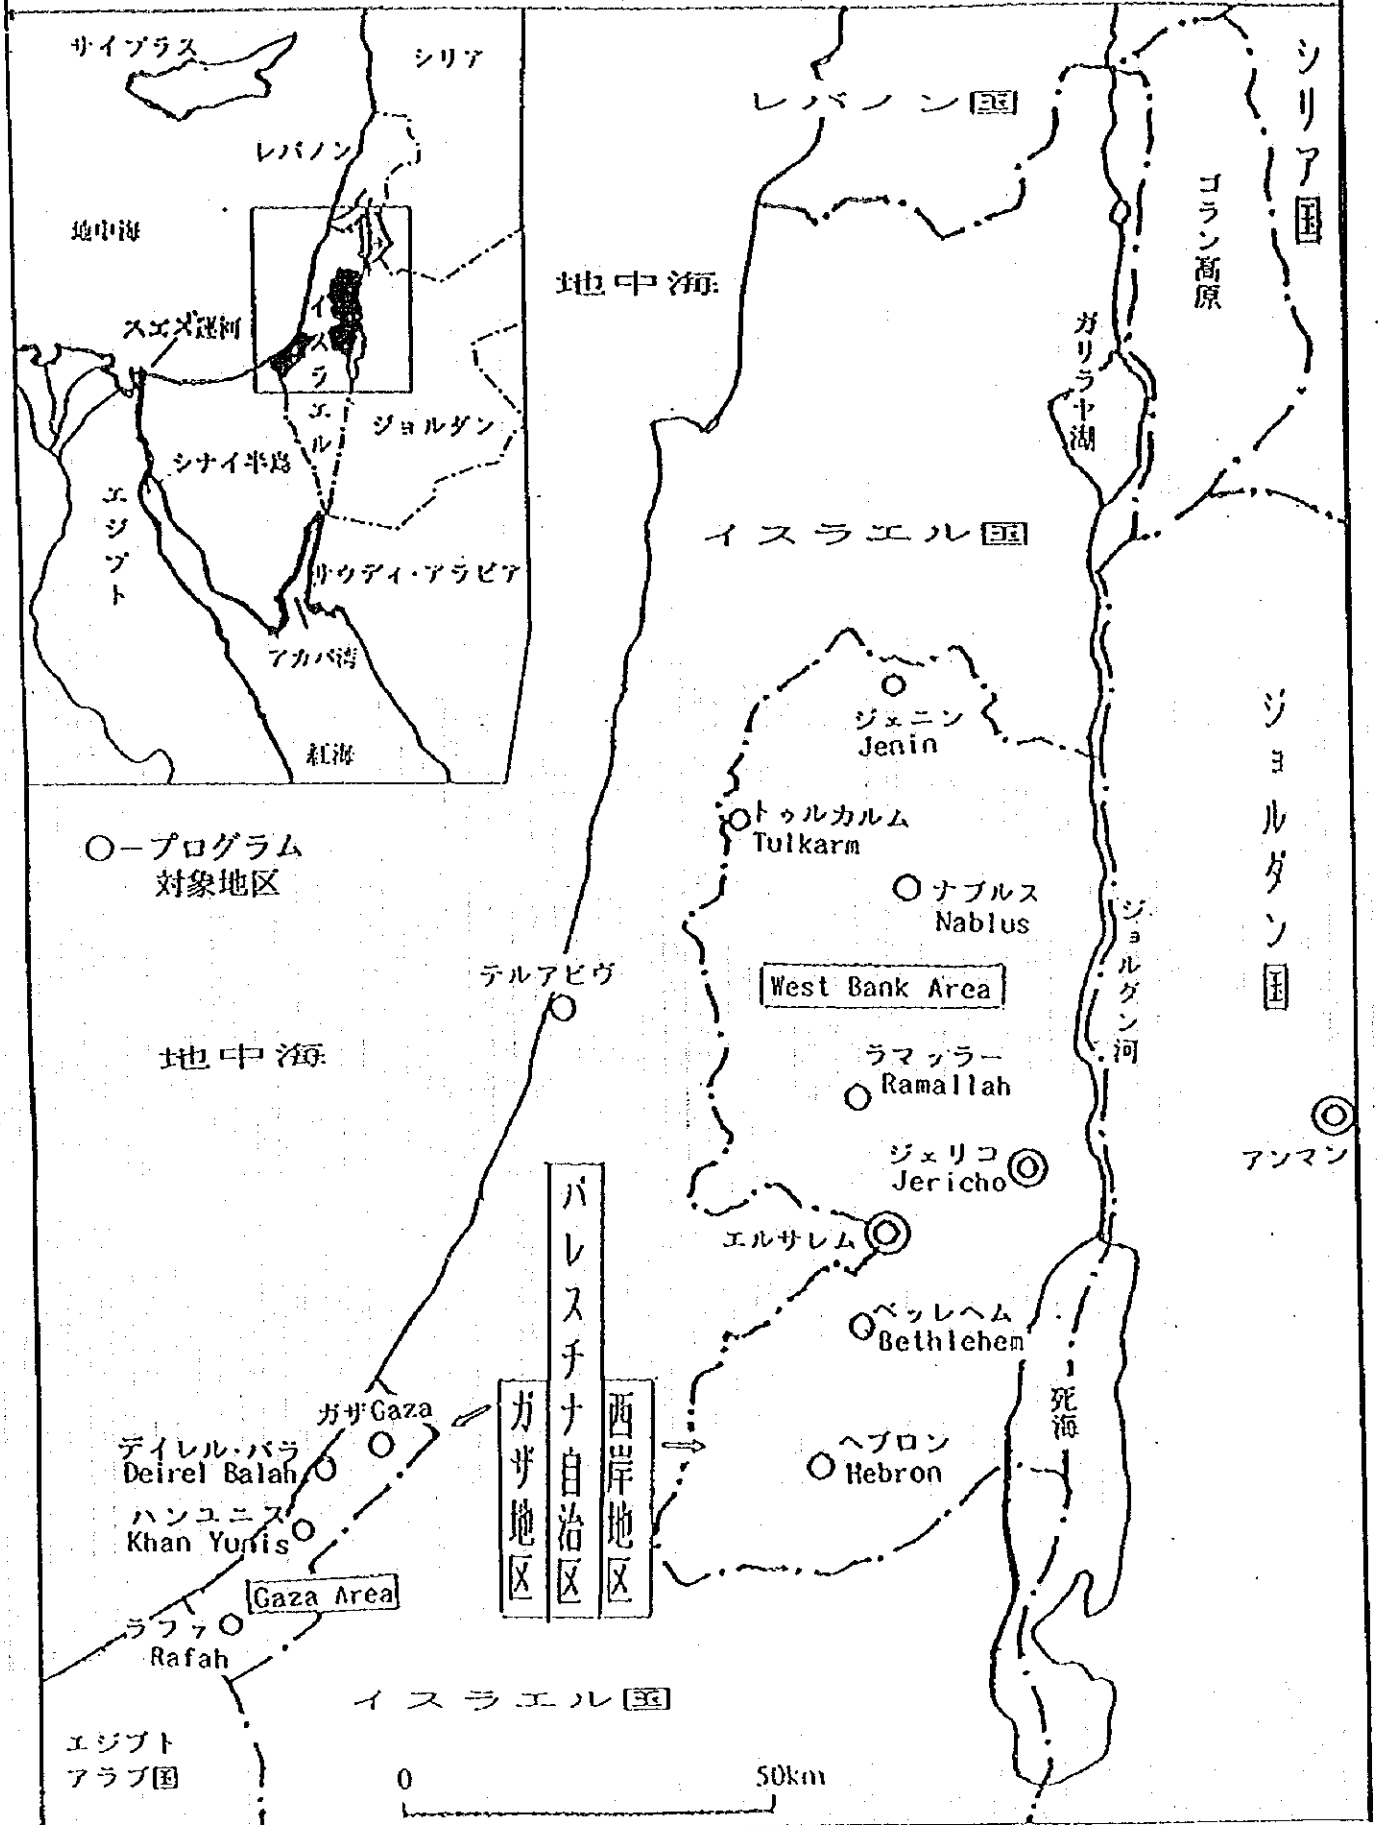 サイプラス
シリア
レバノン
地中海
スエズ運河
イスラエル
ジョルダン
シナイ半島
エジプト
サウディ・アラビア
アカバ湾
紅海
レバノン国
シリア国
ゴラン高原
地中海
ガリラヤ湖
イスラエル国
ジェニン
Jenin
ジョルダン国
○-プログラム
対象地区
トゥルカルム
Tulkarm
ナブルス
Nablus
ジョルダン河
テルアビヴ
West Bank Area
地中海
ラマッラー
Ramallah
ジェリコ
Jericho
アンマン
エルサレム
パレスチナ自治区
ガザ地区
西岸地区
ベッレヘム
Bethlehem
死海
ガザ Gaza
デイレル・バラ
Deirel Balah
ヘブロン
Hebron
ハンユニス
Khan Yunis
Gaza Area
ラファ
Rafah
イスラエル国
エジプト
アラブ国
0
50km